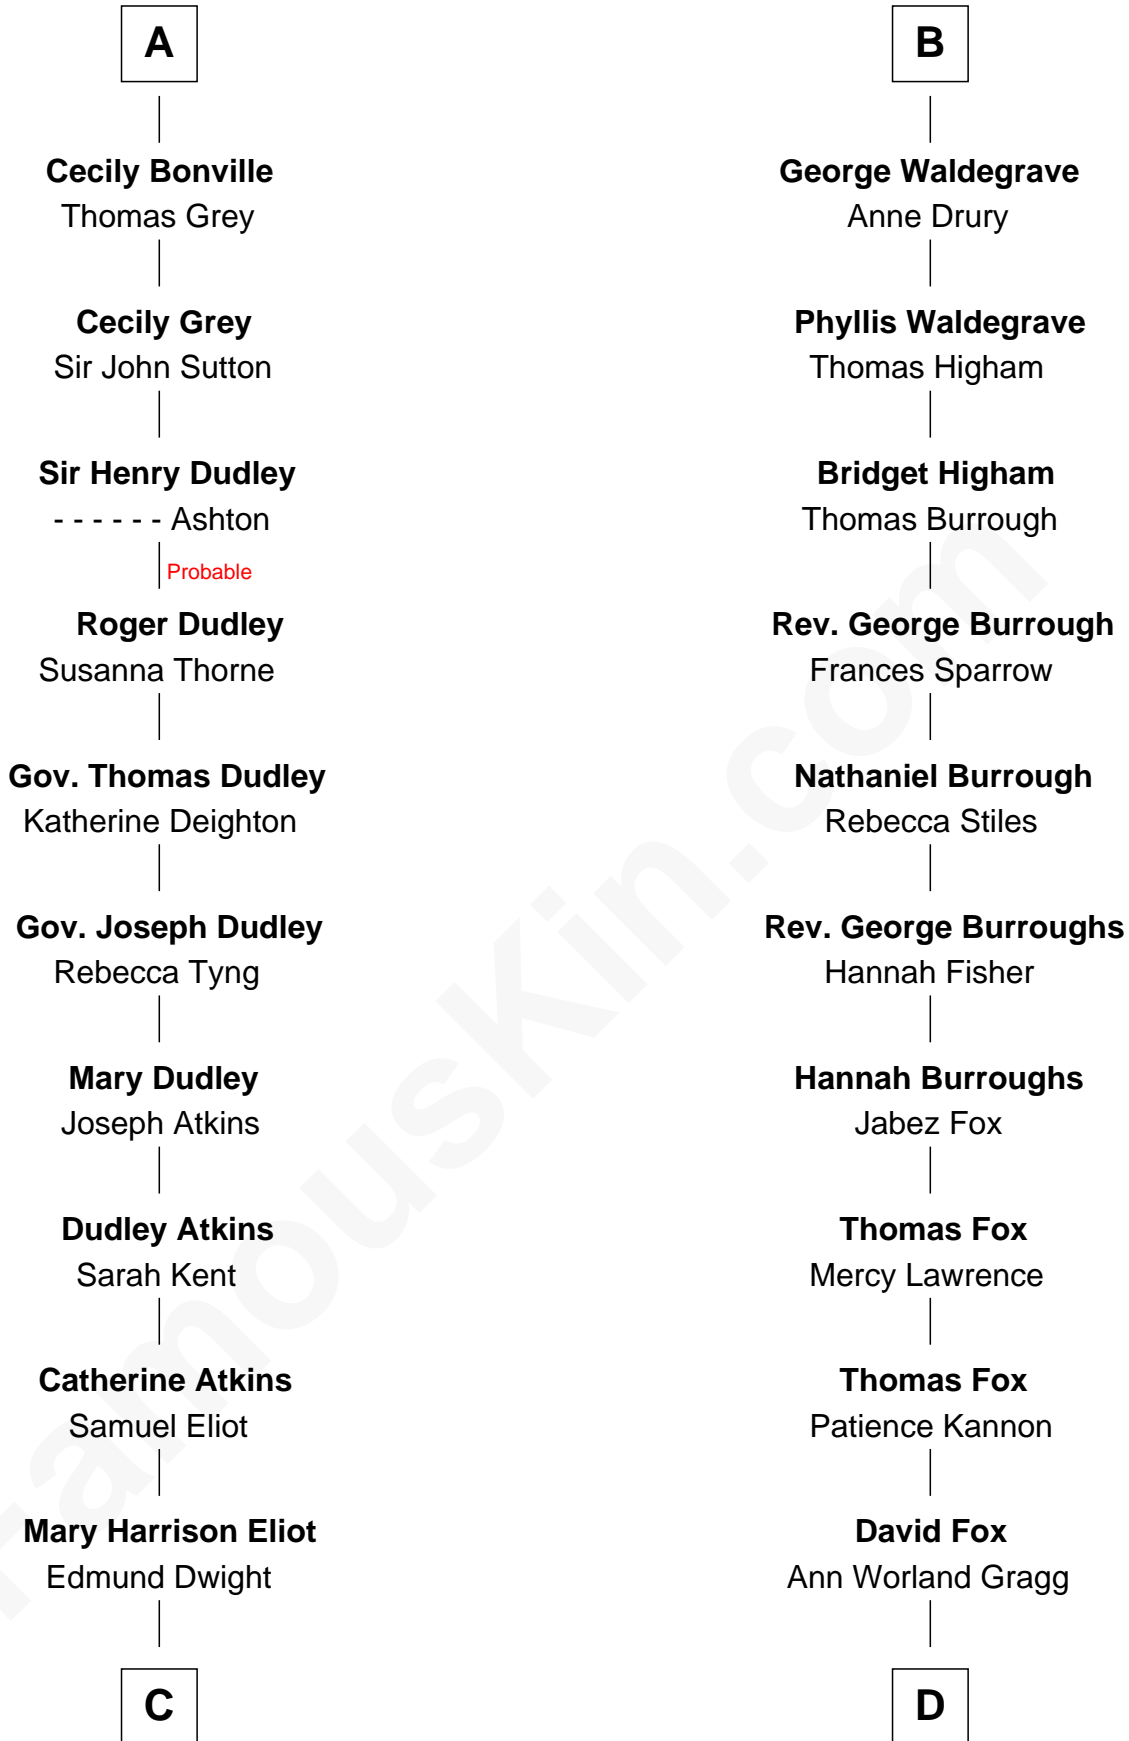 A
Cecily Bonville
Thomas Grey
Cecily Grey
Sir John Sutton
Sir Henry Dudley
- - - - - - Ashton
Probable
Roger Dudley
Susanna Thorne
Gov. Thomas Dudley
Katherine Deighton
Gov. Joseph Dudley
Rebecca Tyng
Mary Dudley
Joseph Atkins
Dudley Atkins
Sarah Kent
Catherine Atkins
Samuel Eliot
Mary Harrison Eliot
Edmund Dwight
C
B
George Waldegrave
Anne Drury
Phyllis Waldegrave
Thomas Higham
Bridget Higham
Thomas Burrough
Rev. George Burrough
Frances Sparrow
Nathaniel Burrough
Rebecca Stiles
Rev. George Burroughs
Hannah Fisher
Hannah Burroughs
Jabez Fox
Thomas Fox
Mercy Lawrence
Thomas Fox
Patience Kannon
David Fox
Ann Worland Gragg
D
FamousKin.com